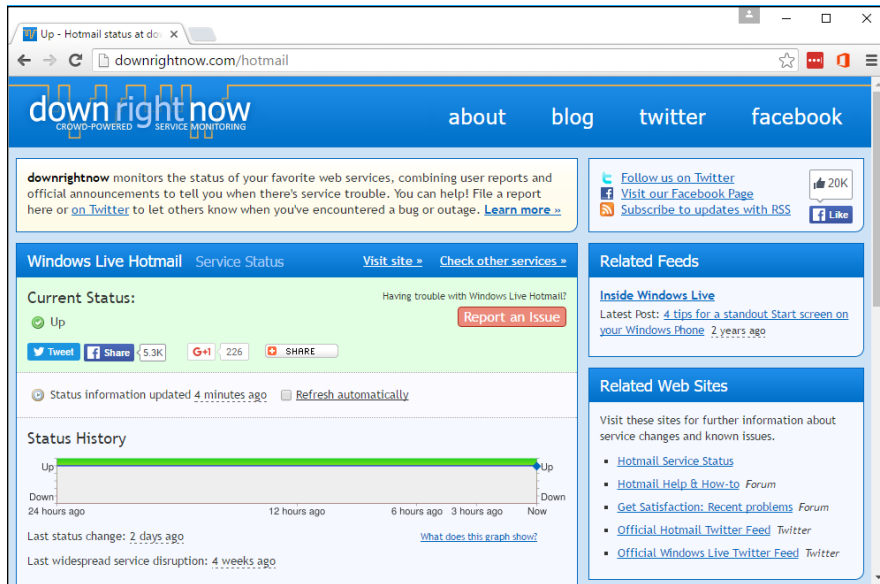 Up - Hotmail status at do
downrightnow.com/hotmail
down right now
CROWD-POWERED SERVICE MONITORING
about blog twitter facebook
downrightnow monitors the status of your favorite web services, combining user reports and
official announcements to tell you when there's service trouble. You can help! File a report
here or on Twitter to let others know when you've encountered a bug or outage. Learn more »
Follow us on Twitter
Visit our Facebook Page
Subscribe to updates with RSS
20K
Like
Windows Live Hotmail Service Status Visit site » Check other services »
Current Status:
Up
Having trouble with Windows Live Hotmail?
Report an Issue
Tweet Share 5.3K G+1 226 SHARE
Status information updated 4 minutes ago Refresh automatically
Status History
Up Up
Down Down
24 hours ago 12 hours ago 6 hours ago 3 hours ago Now
Last status change: 2 days ago What does this graph show?
Last widespread service disruption: 4 weeks ago
Related Feeds
Inside Windows Live
Latest Post: 4 tips for a standout Start screen on
your Windows Phone 2 years ago
Related Web Sites
Visit these sites for further information about
service changes and known issues.
Hotmail Service Status
Hotmail Help & How-to Forum
Get Satisfaction: Recent problems Forum
Official Hotmail Twitter Feed Twitter
Official Windows Live Twitter Feed Twitter